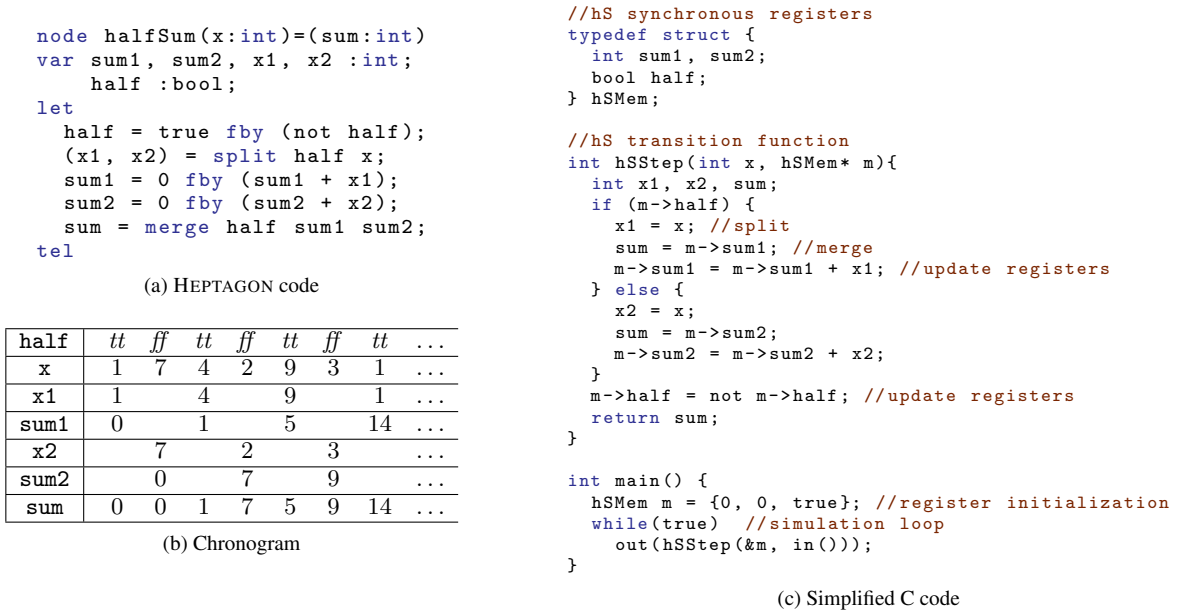 node halfSum(x:int)=(sum:int)
var sum1, sum2, x1, x2 :int;
    half :bool;
let
  half = true fby (not half);
  (x1, x2) = split half x;
  sum1 = 0 fby (sum1 + x1);
  sum2 = 0 fby (sum2 + x2);
  sum = merge half sum1 sum2;
tel
(a) HEPTAGON code
half tt ff tt ff tt ff tt ...
x 1 7 4 2 9 3 1 ...
x1 1 4 9 1 ...
sum1 0 1 5 14 ...
x2 7 2 3 ...
sum2 0 7 9 ...
sum 0 0 1 7 5 9 14 ...
(b) Chronogram
//hS synchronous registers
typedef struct {
  int sum1, sum2;
  bool half;
} hSMem;

//hS transition function
int hSStep(int x, hSMem* m){
  int x1, x2, sum;
  if (m->half) {
    x1 = x; //split
    sum = m->sum1; //merge
    m->sum1 = m->sum1 + x1; //update registers
  } else {
    x2 = x;
    sum = m->sum2;
    m->sum2 = m->sum2 + x2;
  }
  m->half = not m->half; //update registers
  return sum;
}

int main() {
  hSMem m = {0, 0, true}; //register initialization
  while(true)  //simulation loop
    out(hSStep(&m, in()));
}
(c) Simplified C code